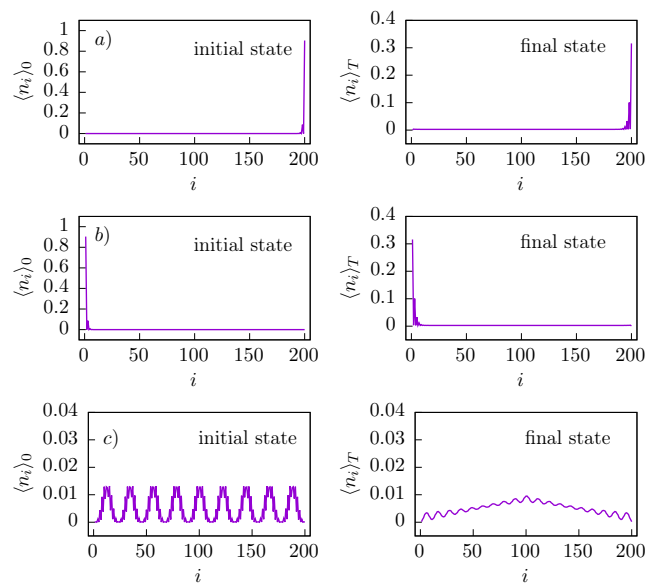 a)
initial state
⟨n_i⟩_0
1
0.8
0.6
0.4
0.2
0
0 50 100 150 200
i
final state
⟨n_i⟩_T
0.4
0.3
0.2
0.1
0
0 50 100 150 200
i
b)
initial state
⟨n_i⟩_0
1
0.8
0.6
0.4
0.2
0
0 50 100 150 200
i
final state
⟨n_i⟩_T
0.4
0.3
0.2
0.1
0
0 50 100 150 200
i
c)
initial state
⟨n_i⟩_0
0.04
0.03
0.02
0.01
0
0 50 100 150 200
i
final state
⟨n_i⟩_T
0.04
0.03
0.02
0.01
0
0 50 100 150 200
i